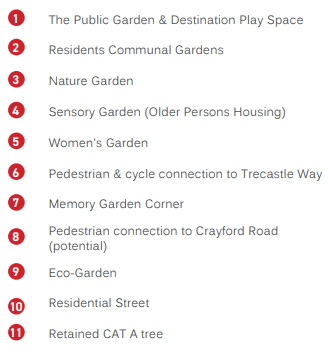 1 The Public Garden & Destination Play Space
2 Residents Communal Gardens
3 Nature Garden
4 Sensory Garden (Older Persons Housing)
5 Women's Garden
6 Pedestrian & cycle connection to Trecastle Way
7 Memory Garden Corner
8 Pedestrian connection to Crayford Road
(potential)
9 Eco-Garden
10 Residential Street
11 Retained CAT A tree